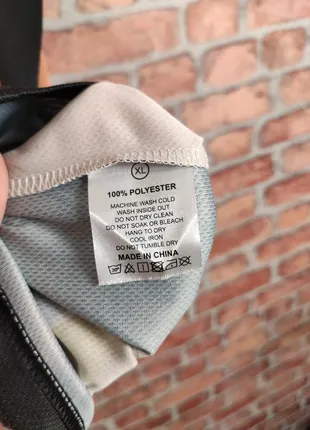 XL
100% POLYESTER
MACHINE WASH COLD
WASH INSIDE OUT
DO NOT DRY CLEAN
DO NOT SOAK OR BLEACH
HANG TO DRY
COOL IRON
DO NOT TUMBLE DRY
MADE IN CHINA